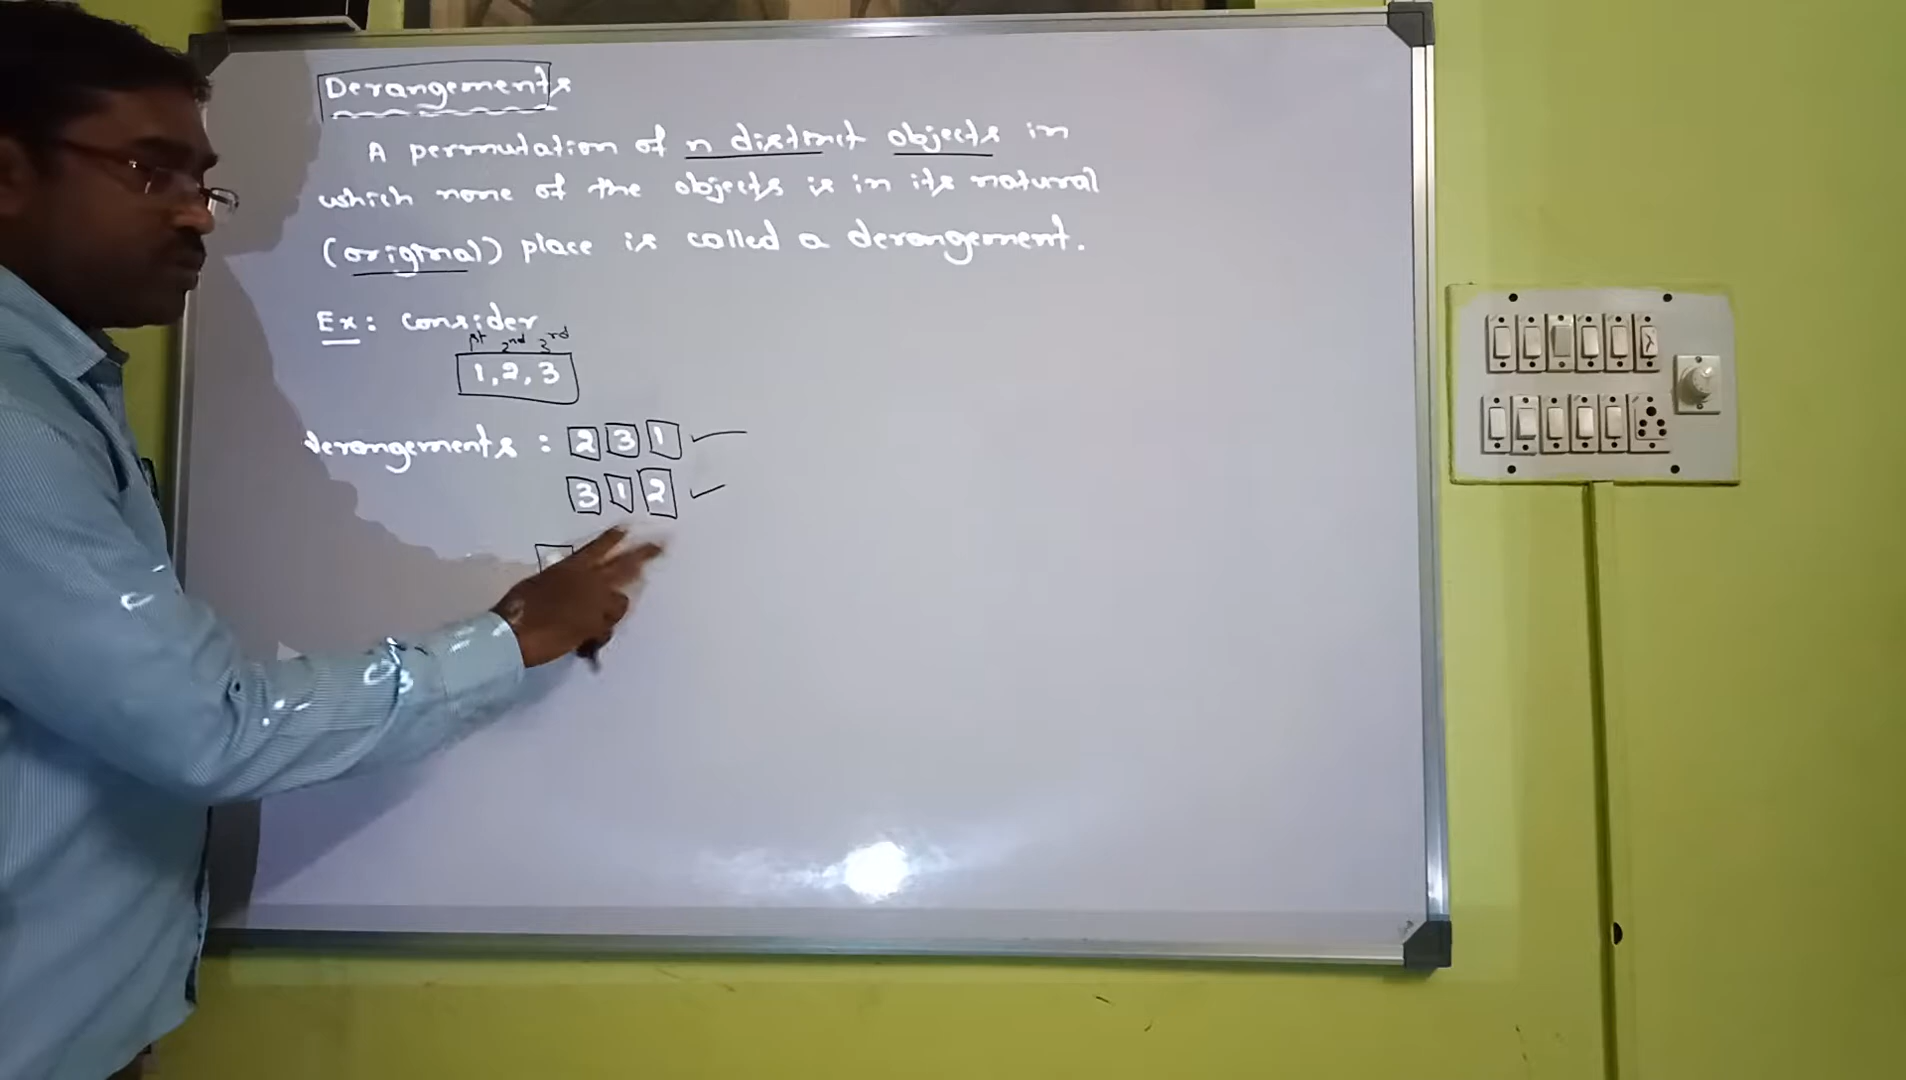 Derangements
A permutation of n distinct objects in
which none of the objects is in its natural
(original) place is called a derangement.
Ex: consider
1st 2nd 3rd
1, 2, 3
derangements : 2 3 1
3 1 2